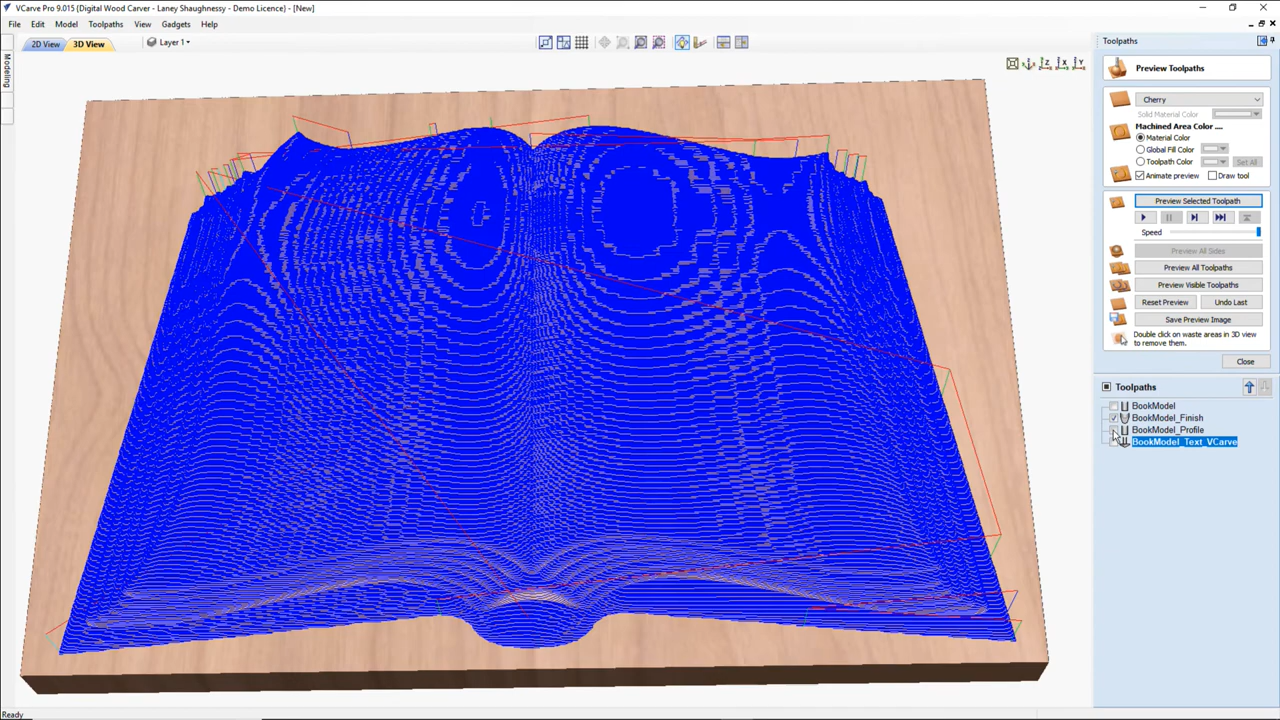 VCarve Pro 9.015 {Digital Wood Carver - Laney Shaughnessy - Demo Licence} - [New]
File Edit Model Toolpaths View Gadgets Help
2D View 3D View Layer 1
Modeling
Z X Y
Toolpaths
Preview Toolpaths
Cherry
Solid Material Color
Machined Area Color ....
Material Color
Global Fill Color
Toolpath Color Set All
Animate preview Draw tool
Preview Selected Toolpath
Speed
Preview All Sides
Preview All Toolpaths
Preview Visible Toolpaths
Reset Preview Undo Last
Save Preview Image
Double click on waste areas in 3D view
to remove them.
Close
Toolpaths
BookModel
BookModel_Finish
BookModel_Profile
BookModel_Text_VCarve
Ready